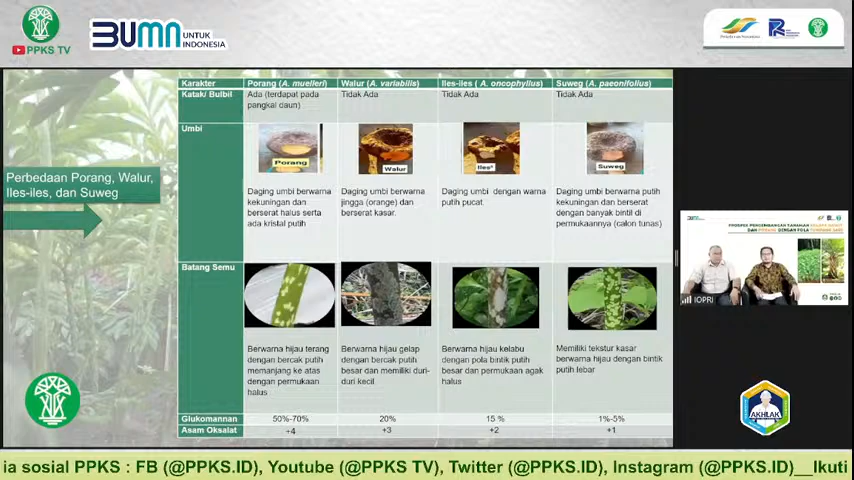 PPKS TV
BUMN UNTUK
INDONESIA
Perbedaan Porang, Walur,
Iles-iles, dan Suweg
Karakter Porang (A. muelleri) Walur (A. variabilis) Iles-iles ( A. oncophyllus) Suweg (A. paeonifolius)
Katak/ Bulbil Ada (terdapat pada pangkal daun) Tidak Ada Tidak Ada Tidak Ada
Umbi
Porang Walur Iles² Suweg
Daging umbi berwarna
kekuningan dan
berserat halus serta
ada kristal putih
Daging umbi berwarna
jingga (orange) dan
berserat kasar.
Daging umbi dengan warna
putih pucat.
Daging umbi berwarna putih
kekuningan dan berserat
dengan banyak bintil di
permukaannya (calon tunas)
Batang Semu
Berwarna hijau terang
dengan bercak putih
memanjang ke atas
dengan permukaan
halus
Berwarna hijau gelap
dengan bercak putih
besar dan memiliki duri-
duri kecil
Berwarna hijau kelabu
dengan pola bintik putih
besar dan permukaan agak
halus
Memiliki tekstur kasar
berwarna hijau dengan bintik
putih lebar
Glukomannan 50%-70% 20% 15 % 1%-5%
Asam Oksalat +4 +3 +2 +1
IOPRI
AKHLAK
ia sosial PPKS : FB (@PPKS.ID), Youtube (@PPKS TV), Twitter (@PPKS.ID), Instagram (@PPKS.ID)__Ikuti